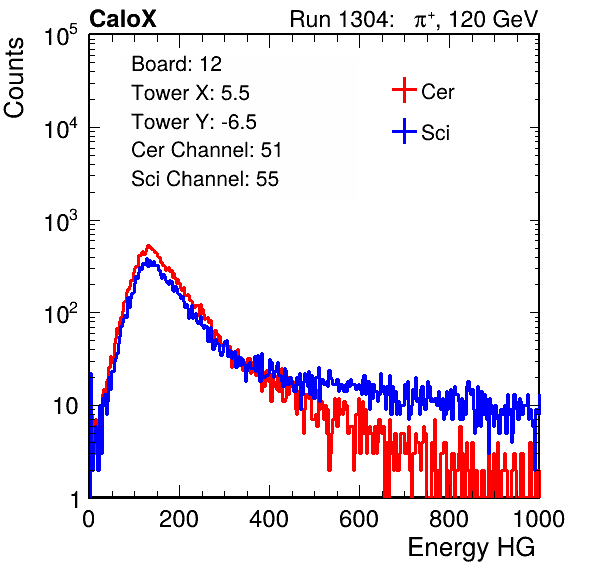 CaloX Run 1304: π⁺, 120 GeV
Counts
10⁵
10⁴
10³
10²
10
1
Board: 12
Tower X: 5.5
Tower Y: -6.5
Cer Channel: 51
Sci Channel: 55
Cer
Sci
0 200 400 600 800 1000
Energy HG